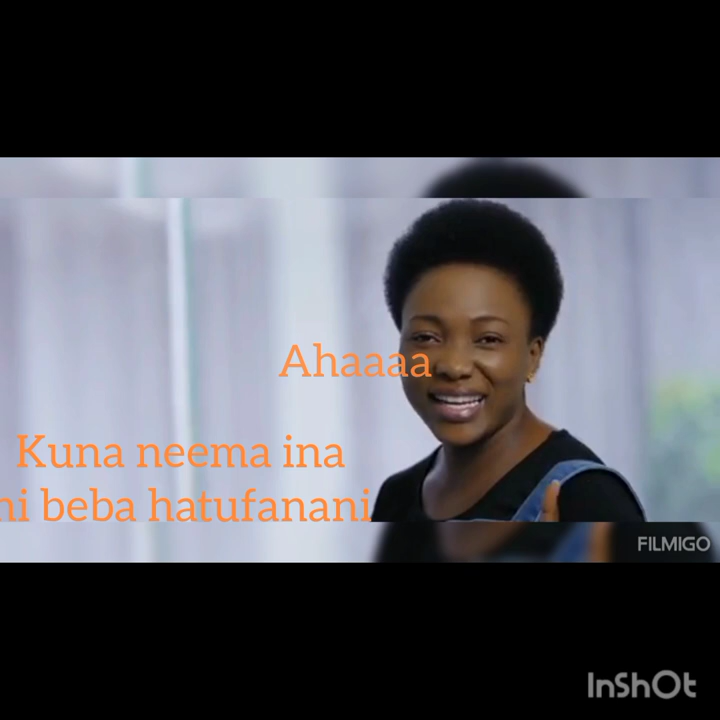 Ahaaaa
Kuna neema ina
ni beba hatufanani
FILMIGO
InShOt